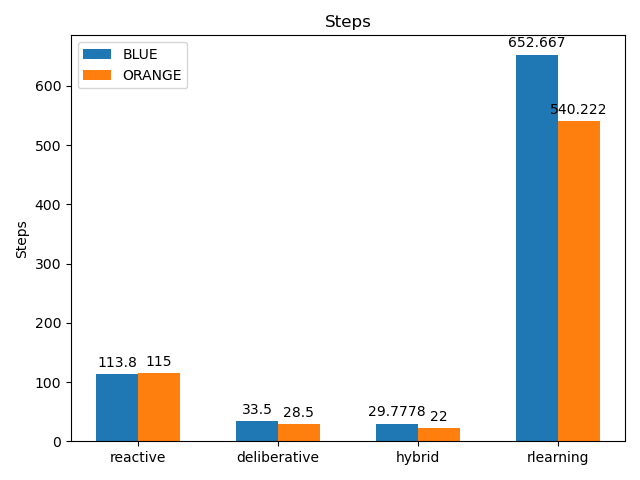 Steps
BLUE
ORANGE
Steps
600
500
400
300
200
100
0
113.8
115
33.5
28.5
29.7778
22
652.667
540.222
reactive
deliberative
hybrid
rlearning